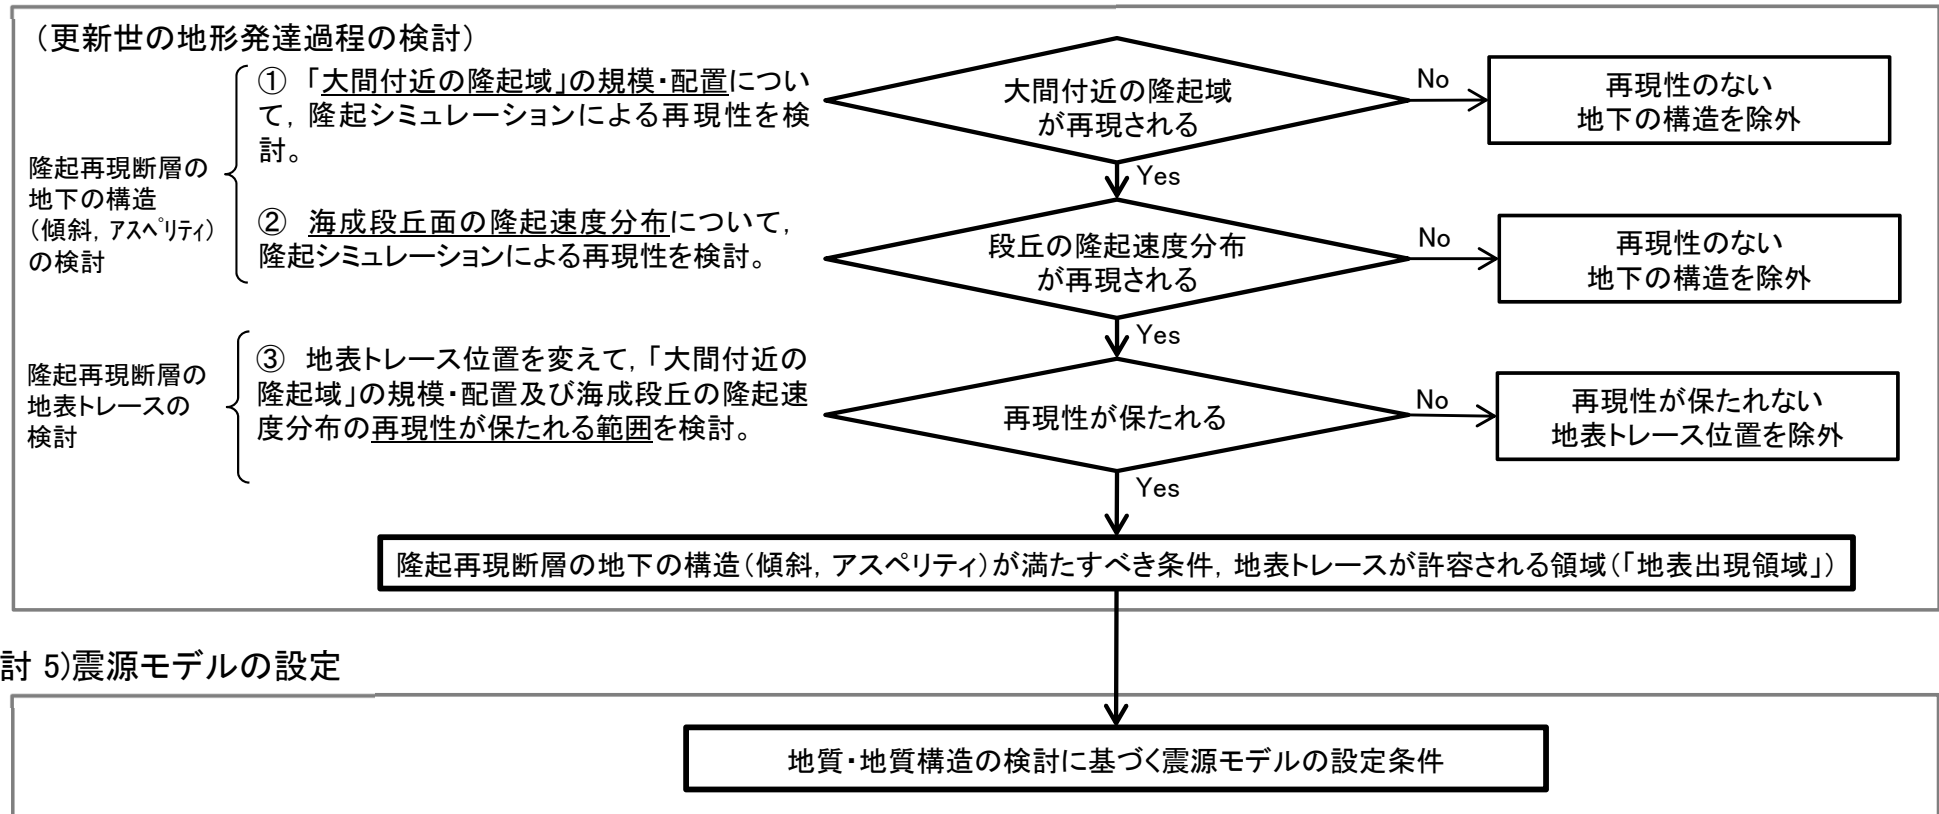 （更新世の地形発達過程の検討）
隆起再現断層の
地下の構造
（傾斜，アスペリティ）
の検討
① 「大間付近の隆起域」の規模・配置につい
て，隆起シミュレーションによる再現性を検
討。
大間付近の隆起域
が再現される
No
再現性のない
地下の構造を除外
Yes
② 海成段丘面の隆起速度分布について，
隆起シミュレーションによる再現性を検討。
段丘の隆起速度分布
が再現される
No
再現性のない
地下の構造を除外
Yes
隆起再現断層の
地表トレースの
検討
③ 地表トレース位置を変えて，「大間付近の
隆起域」の規模・配置及び海成段丘の隆起速
度分布の再現性が保たれる範囲を検討。
再現性が保たれる
No
再現性が保たれない
地表トレース位置を除外
Yes
隆起再現断層の地下の構造（傾斜，アスペリティ）が満たすべき条件，地表トレースが許容される領域（「地表出現領域」）
討 5)震源モデルの設定
地質・地質構造の検討に基づく震源モデルの設定条件